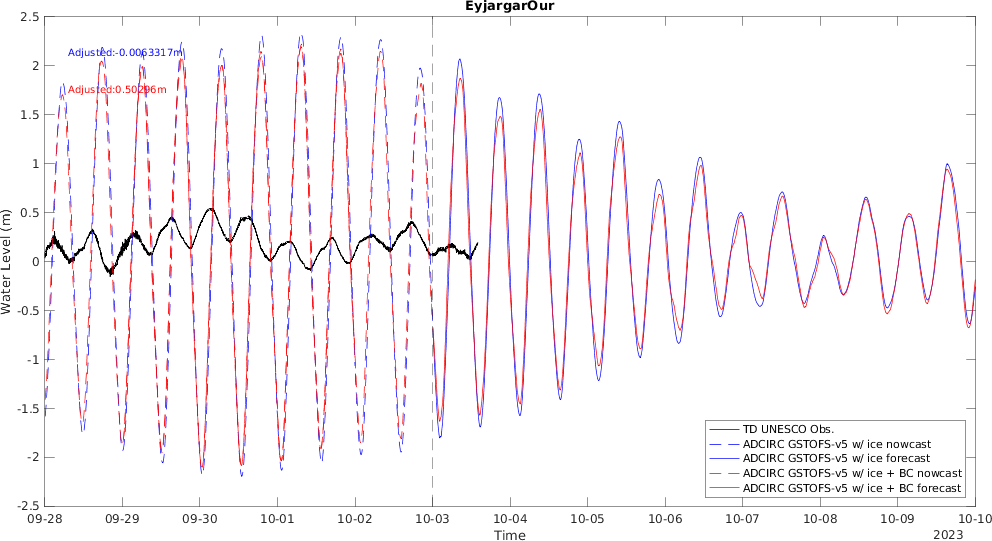 EyjargarOur
Water Level (m)
2.5
2
1.5
1
0.5
0
-0.5
-1
-1.5
-2
-2.5
Adjusted:-0.0063317m
Adjusted:0.50296m
TD UNESCO Obs.
ADCIRC GSTOFS-v5 w/ ice nowcast
ADCIRC GSTOFS-v5 w/ ice forecast
ADCIRC GSTOFS-v5 w/ ice + BC nowcast
ADCIRC GSTOFS-v5 w/ ice + BC forecast
09-28 09-29 09-30 10-01 10-02 10-03 10-04 10-05 10-06 10-07 10-08 10-09 10-10
Time
2023